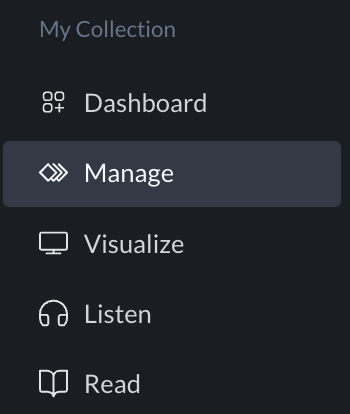 My Collection
Dashboard
Manage
Visualize
Listen
Read